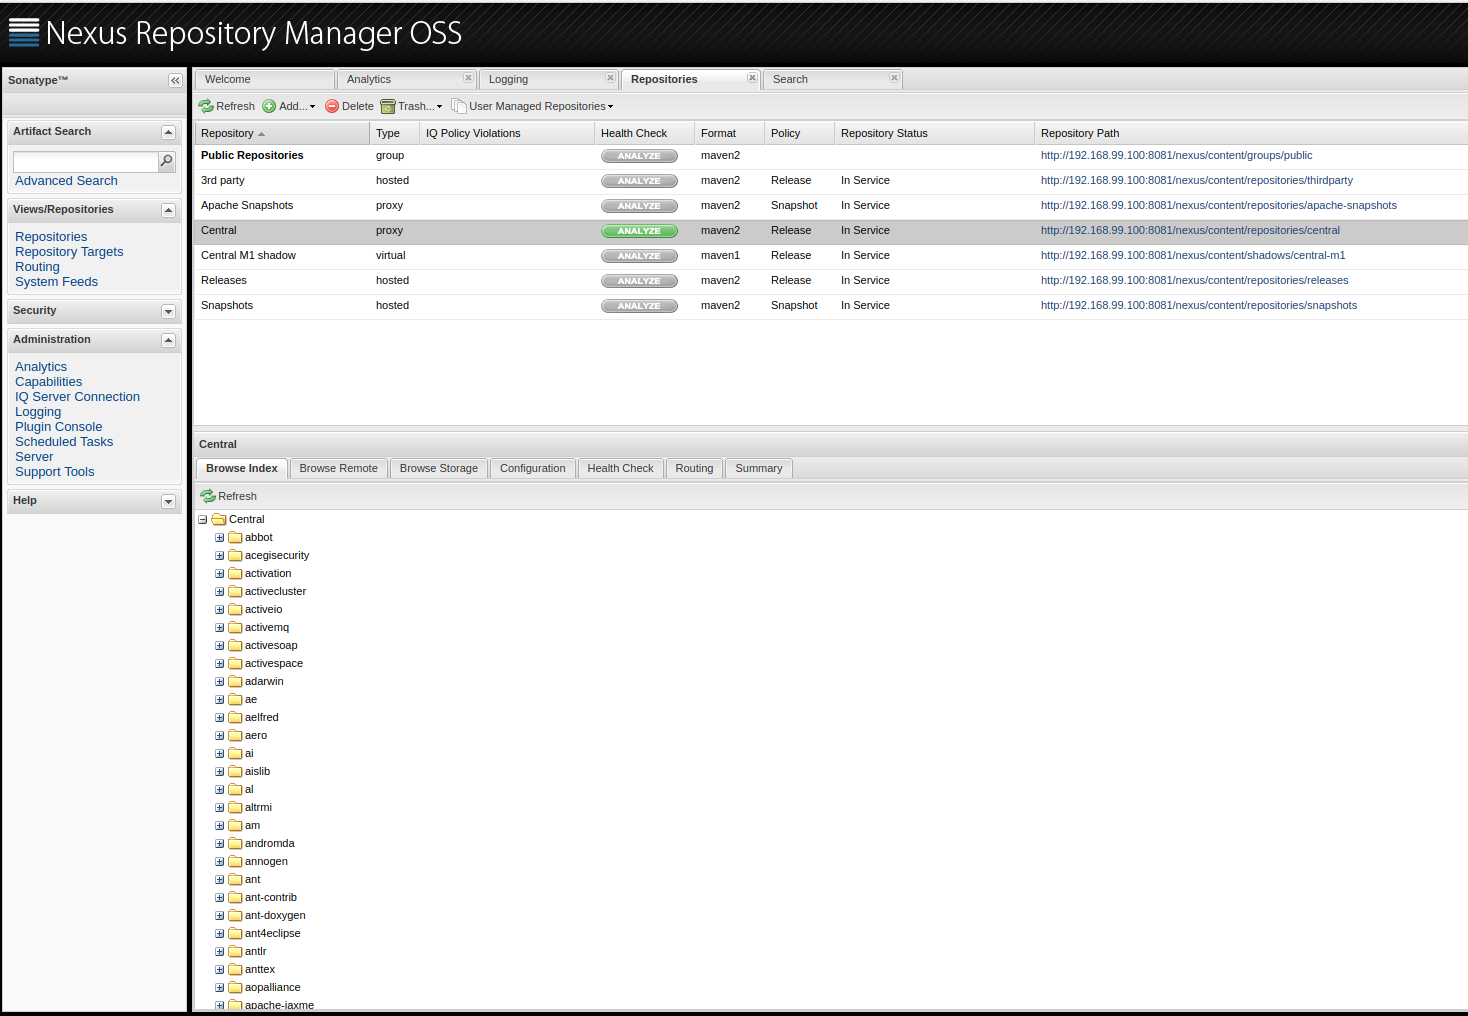 Nexus Repository Manager OSS
Sonatype™
Welcome
Analytics
Logging
Repositories
Search
Refresh Add... Delete Trash... User Managed Repositories
Artifact Search
Advanced Search
Views/Repositories
Repositories
Repository Targets
Routing
System Feeds
Security
Administration
Analytics
Capabilities
IQ Server Connection
Logging
Plugin Console
Scheduled Tasks
Server
Support Tools
Help
Repository Type IQ Policy Violations Health Check Format Policy Repository Status Repository Path
Public Repositories group ANALYZE maven2 http://192.168.99.100:8081/nexus/content/groups/public
3rd party hosted ANALYZE maven2 Release In Service http://192.168.99.100:8081/nexus/content/repositories/thirdparty
Apache Snapshots proxy ANALYZE maven2 Snapshot In Service http://192.168.99.100:8081/nexus/content/repositories/apache-snapshots
Central proxy ANALYZE maven2 Release In Service http://192.168.99.100:8081/nexus/content/repositories/central
Central M1 shadow virtual ANALYZE maven1 Release In Service http://192.168.99.100:8081/nexus/content/shadows/central-m1
Releases hosted ANALYZE maven2 Release In Service http://192.168.99.100:8081/nexus/content/repositories/releases
Snapshots hosted ANALYZE maven2 Snapshot In Service http://192.168.99.100:8081/nexus/content/repositories/snapshots
Central
Browse Index Browse Remote Browse Storage Configuration Health Check Routing Summary
Refresh
Central
abbot
acegisecurity
activation
activecluster
activeio
activemq
activesoap
activespace
adarwin
ae
aelfred
aero
ai
aislib
al
altrmi
am
andromda
annogen
ant
ant-contrib
ant-doxygen
ant4eclipse
antlr
anttex
aopalliance
apache-jaxme